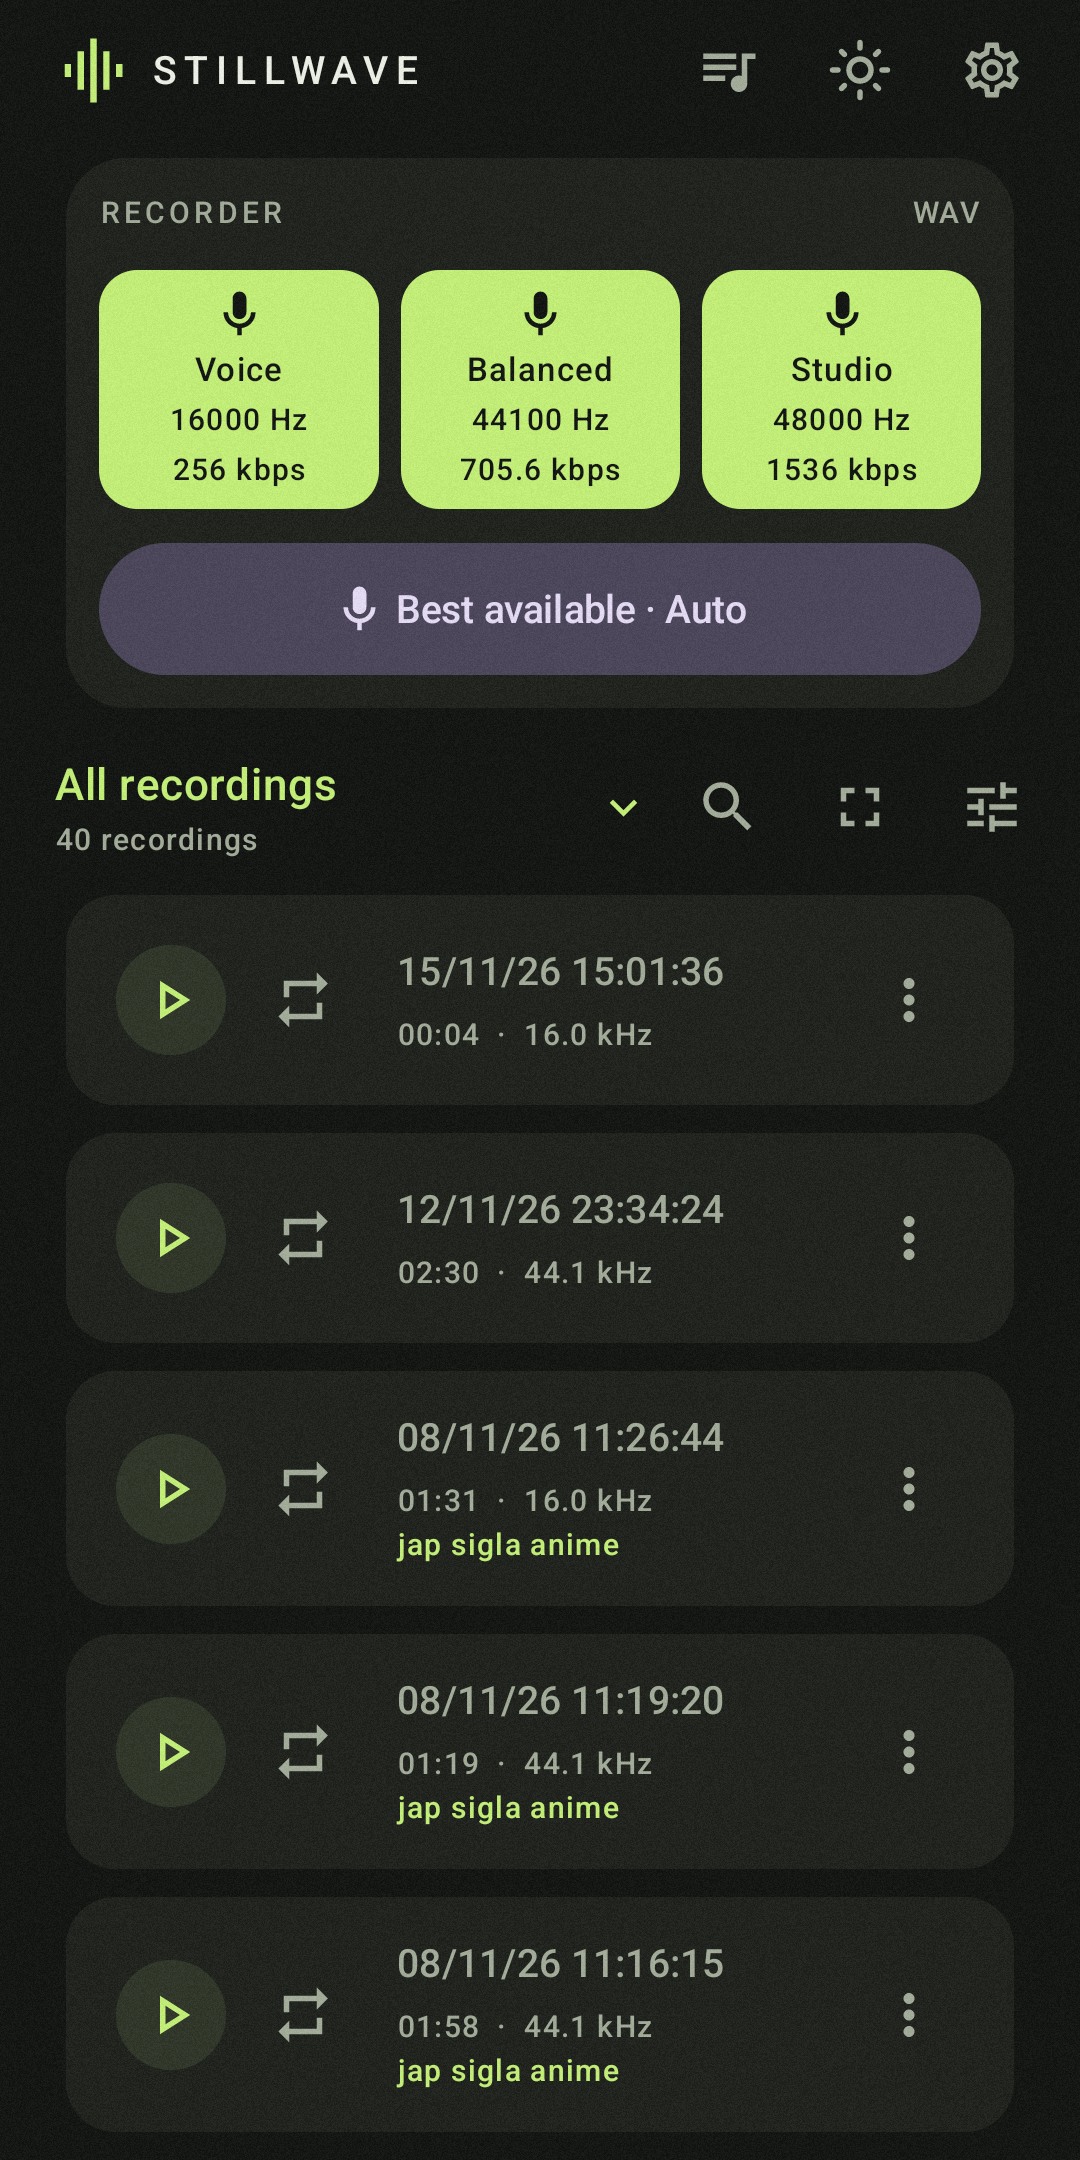 STILLWAVE
RECORDER
WAV
Voice
16000 Hz
256 kbps
Balanced
44100 Hz
705.6 kbps
Studio
48000 Hz
1536 kbps
Best available · Auto
All recordings
40 recordings
15/11/26 15:01:36
00:04 · 16.0 kHz
12/11/26 23:34:24
02:30 · 44.1 kHz
08/11/26 11:26:44
01:31 · 16.0 kHz
jap sigla anime
08/11/26 11:19:20
01:19 · 44.1 kHz
jap sigla anime
08/11/26 11:16:15
01:58 · 44.1 kHz
jap sigla anime